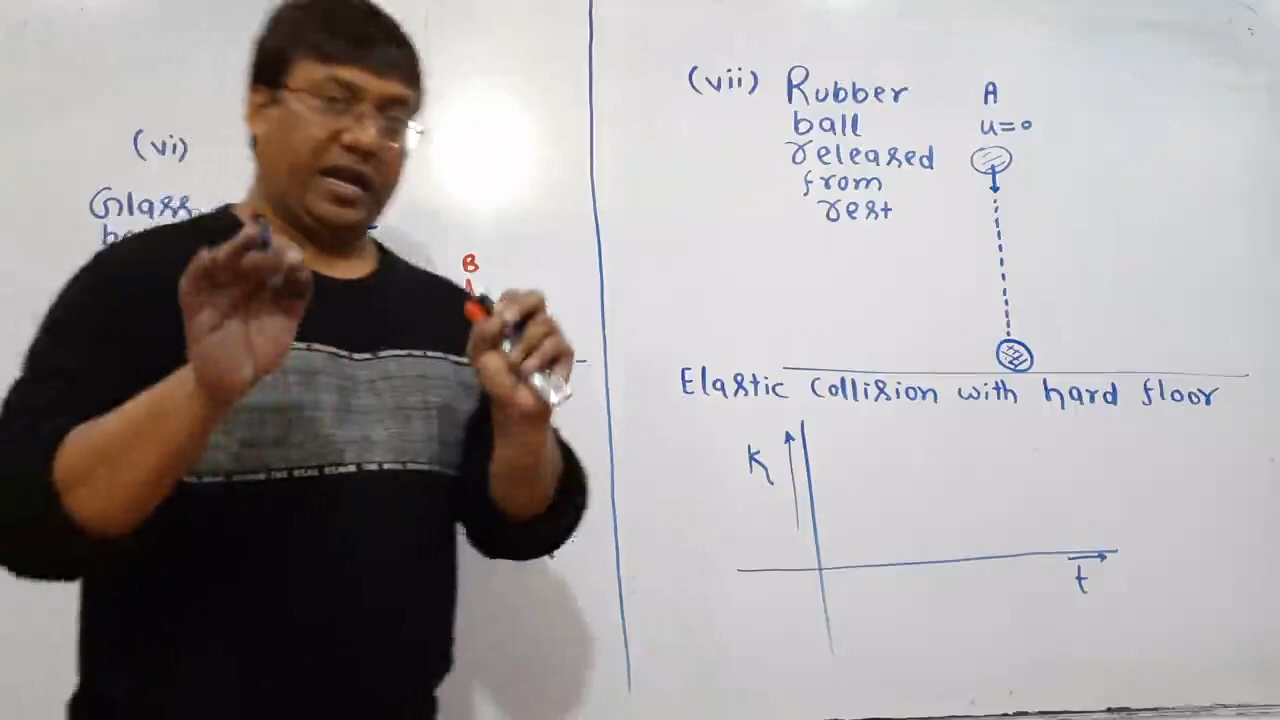 (vi)
Glass
B
(vii) Rubber
ball
released
from
rest
A
u=0
Elastic Collision with hard floor
K
t